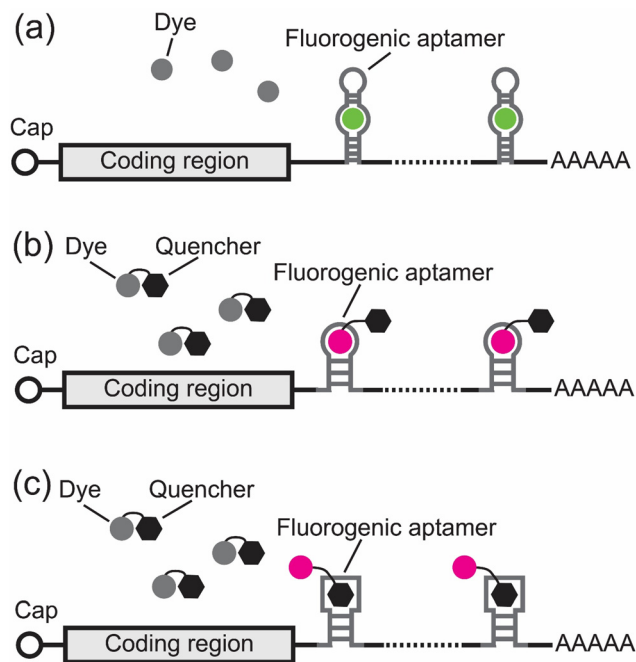 (a)
Dye
Fluorogenic aptamer
Cap
Coding region
AAAAA
(b)
Dye
Quencher
Fluorogenic aptamer
Cap
Coding region
AAAAA
(c)
Dye
Quencher
Fluorogenic aptamer
Cap
Coding region
AAAAA